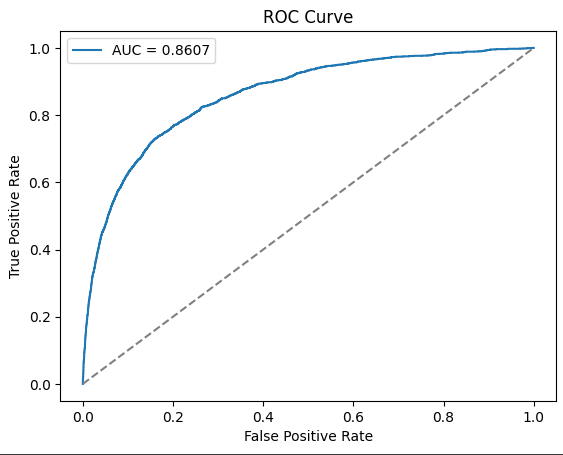 ROC Curve
AUC = 0.8607
True Positive Rate
1.0
0.8
0.6
0.4
0.2
0.0
0.0 0.2 0.4 0.6 0.8 1.0
False Positive Rate